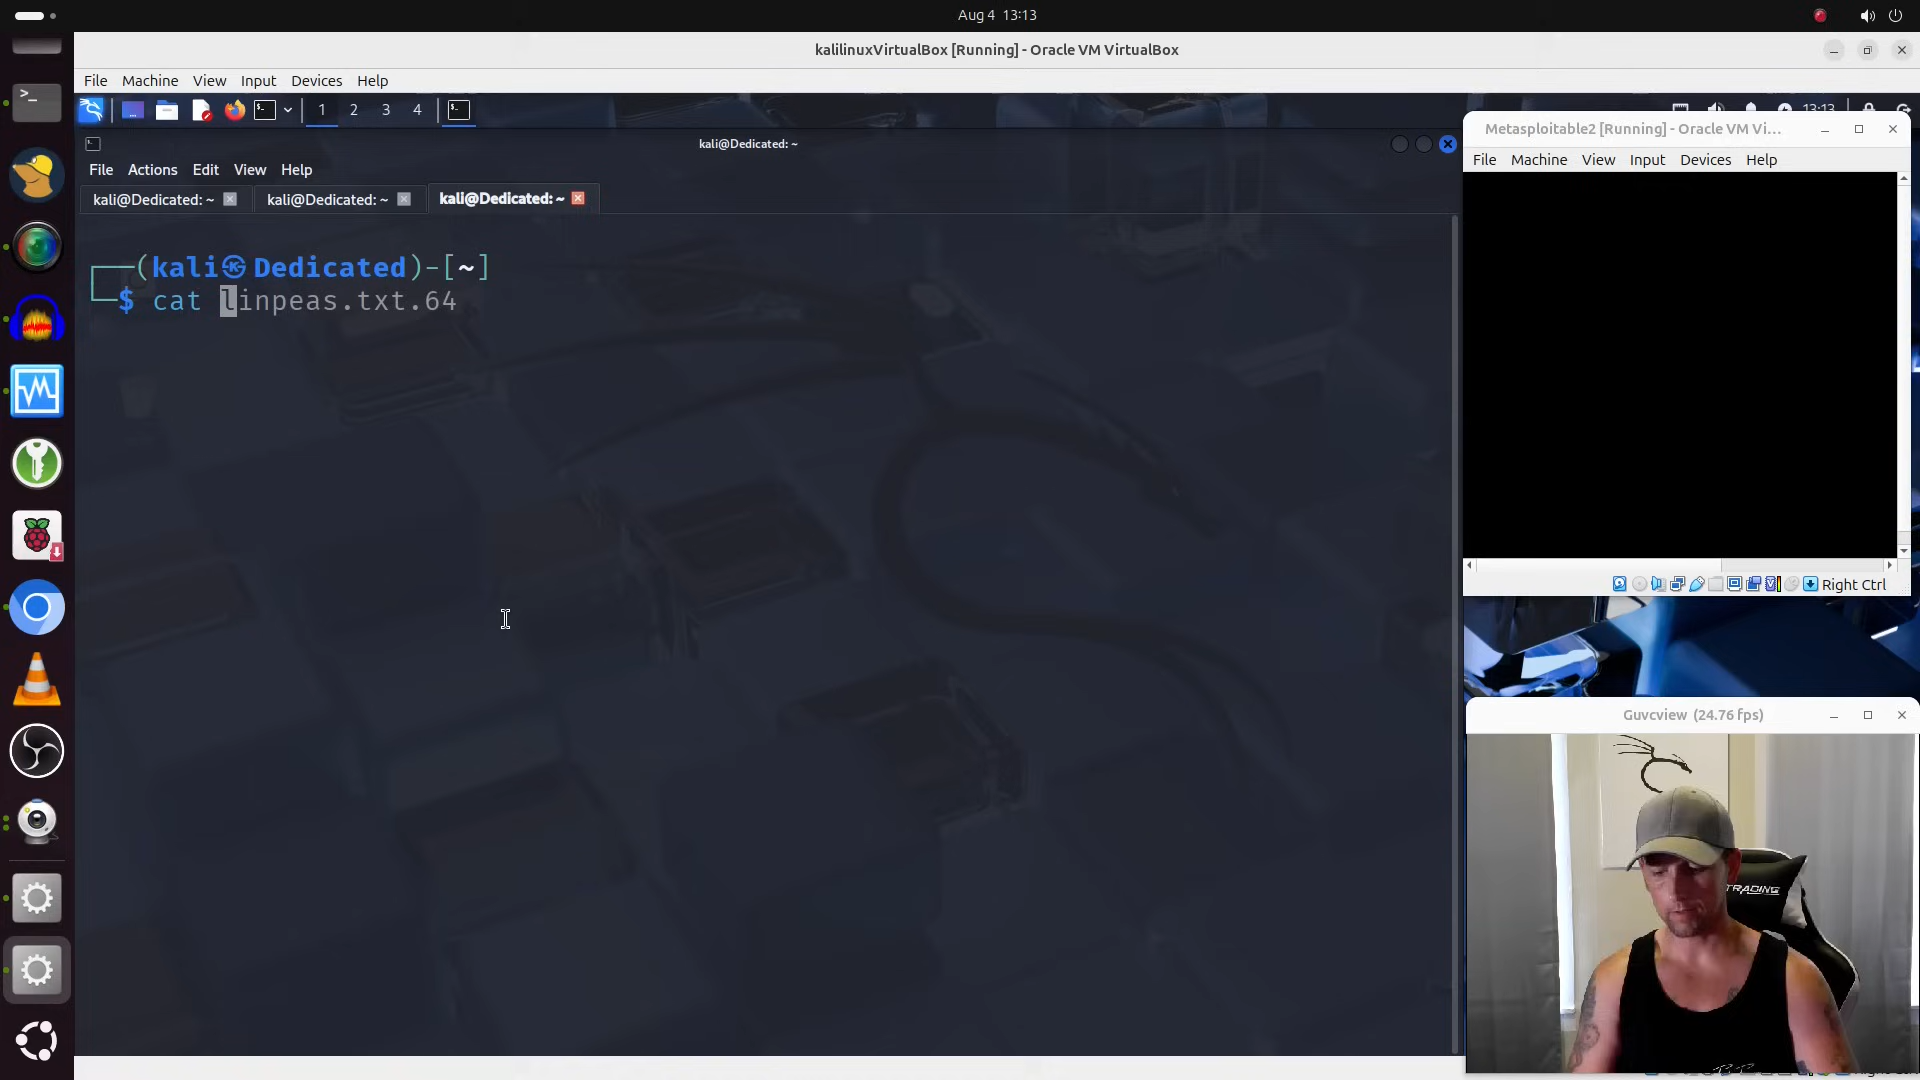 Aug 4 13:13
kalilinuxVirtualBox [Running] - Oracle VM VirtualBox
File Machine View Input Devices Help
1 2 3 4
13:13
kali@Dedicated: ~
File Actions Edit View Help
kali@Dedicated: ~ kali@Dedicated: ~ kali@Dedicated: ~
(kali㉿Dedicated)-[~]
$ cat linpeas.txt.64
Metasploitable2 [Running] - Oracle VM Vi...
File Machine View Input Devices Help
Right Ctrl
Guvcview (24.76 fps)
TRADING